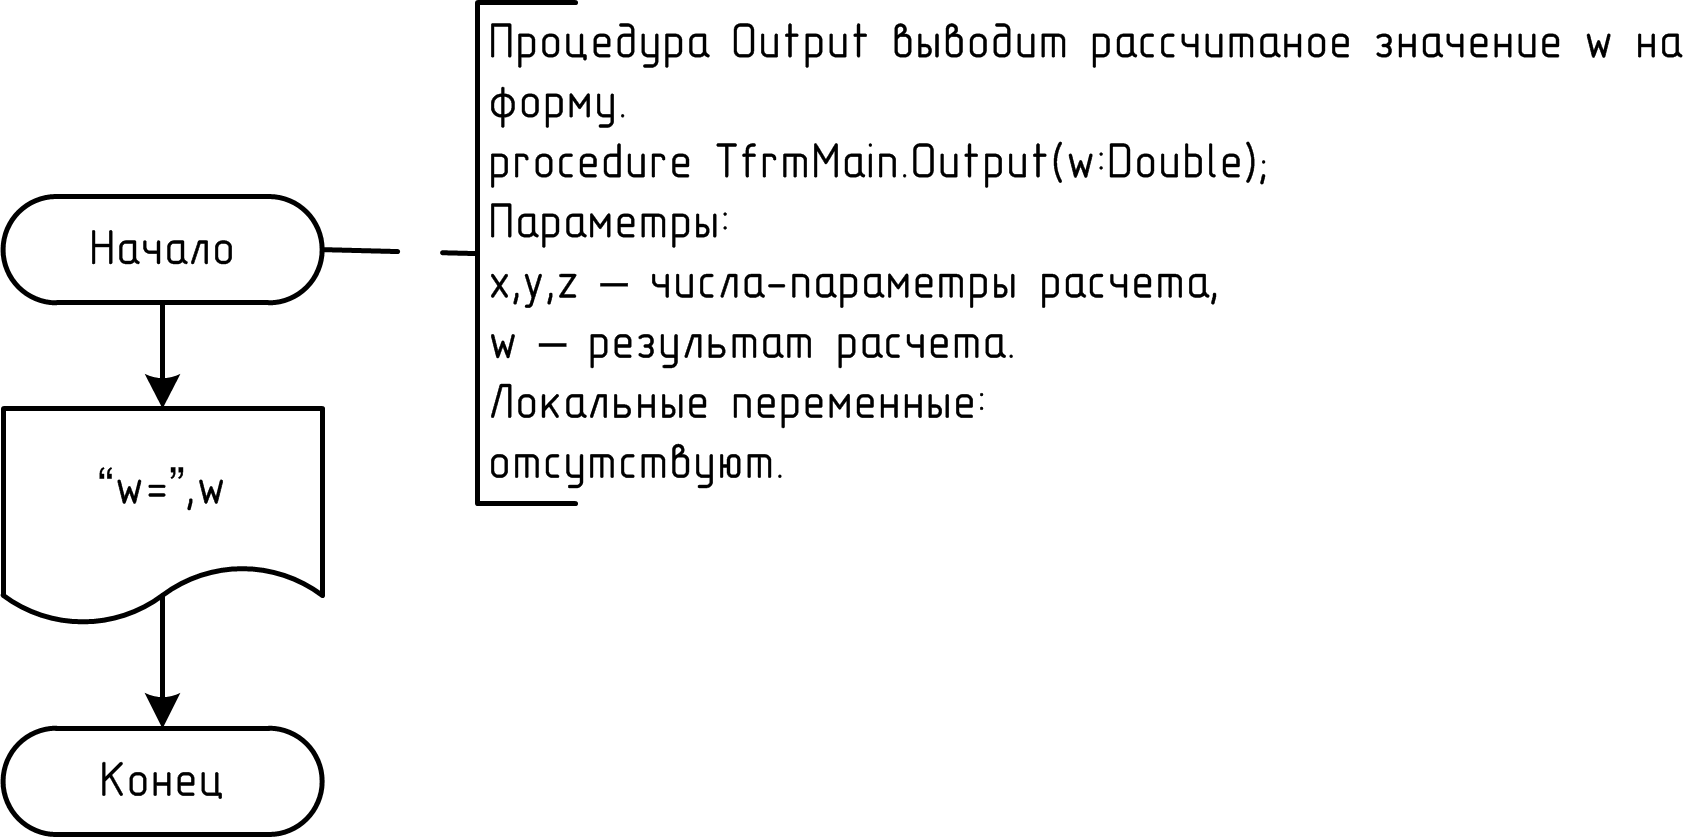 Процедура Output выводит рассчитаное значение w на
форму.
procedure TfrmMain.Output(w:Double);
Параметры:
x,y,z – числа-параметры расчета,
w – результат расчета.
Локальные переменные:
отсутствуют.
Начало
“w=”,w
Конец